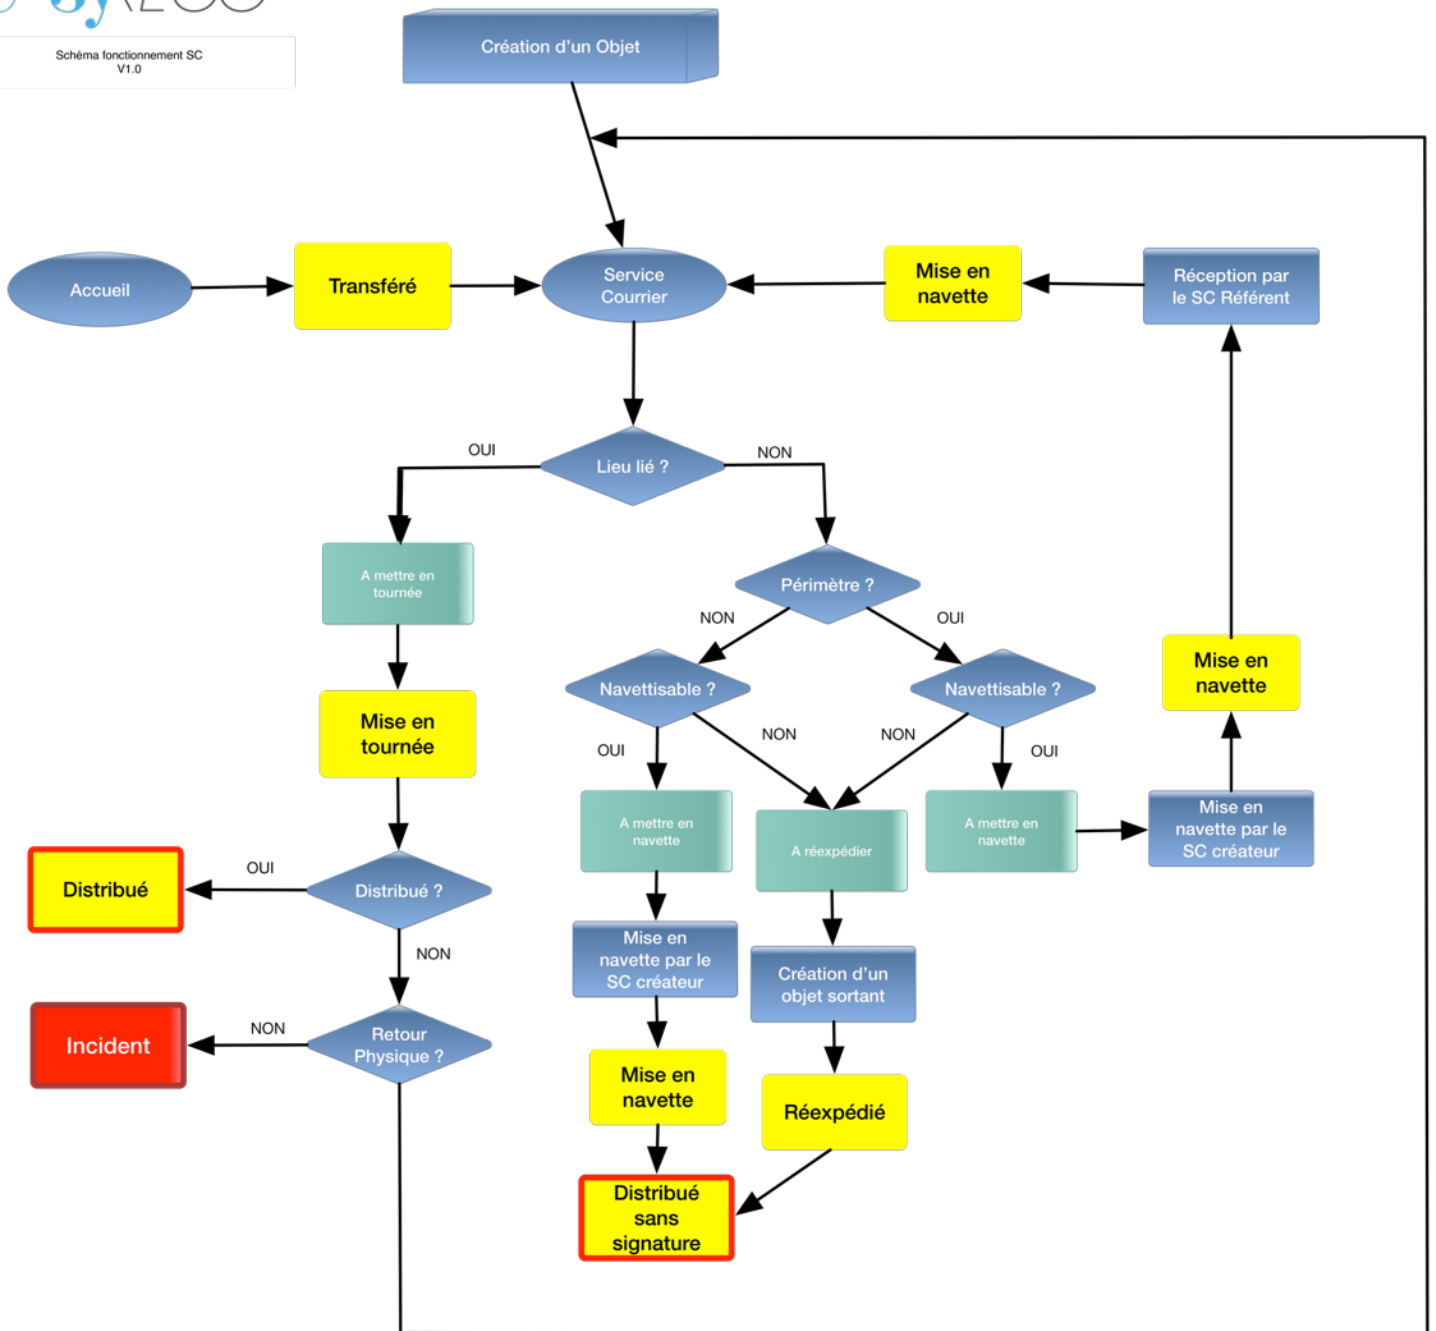 Schéma fonctionnement SC
V1.0
Création d'un Objet
Accueil
Transféré
Service
Courrier
Mise en
navette
Réception par
le SC Référent
OUI
Lieu lié ?
NON
A mettre en
tournée
Périmètre ?
NON
OUI
Navettisable ?
Navettisable ?
Mise en
navette
Mise en
tournée
OUI
NON
NON
OUI
A mettre en
navette
A réexpédier
A mettre en
navette
Mise en
navette par le
SC créateur
Distribué
OUI
Distribué ?
NON
Mise en
navette par le
SC créateur
Création d'un
objet sortant
Incident
NON
Retour
Physique ?
Mise en
navette
Réexpédié
Distribué
sans
signature